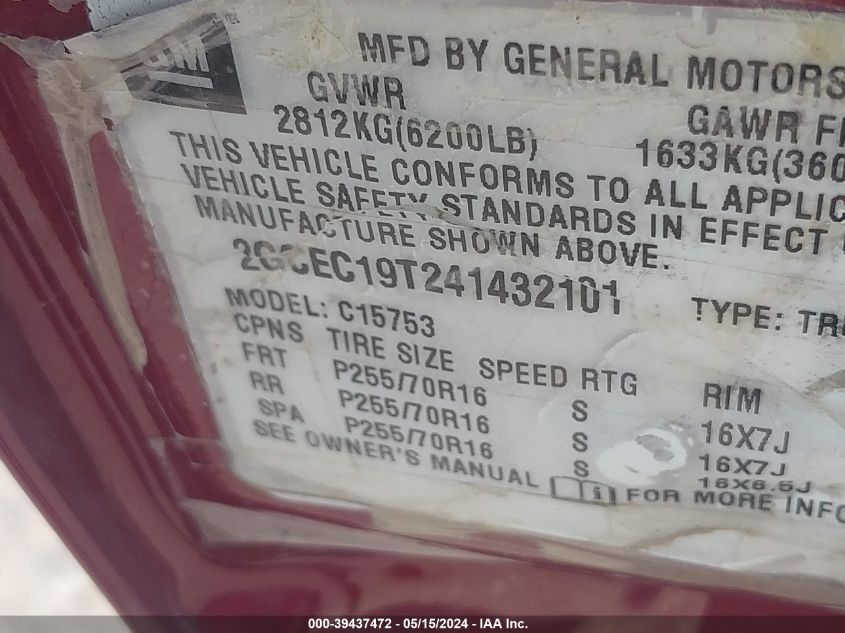 GM
MFD BY GENERAL MOTORS
GVWR
2812KG(6200LB)
GAWR F
1633KG(360
THIS VEHICLE CONFORMS TO ALL APPLIC
VEHICLE SAFETY STANDARDS IN EFFECT
MANUFACTURE SHOWN ABOVE.
2GCEC19T241432101 TYPE: TR
MODEL: C15753
CPNS TIRE SIZE SPEED RTG RIM
FRT P255/70R16 S 16X7J
RR P255/70R16 S 16X7J
SPA P255/70R16 S 16X6.5J
SEE OWNER'S MANUAL i FOR MORE INFO
000-39437472 - 05/15/2024 - IAA Inc.